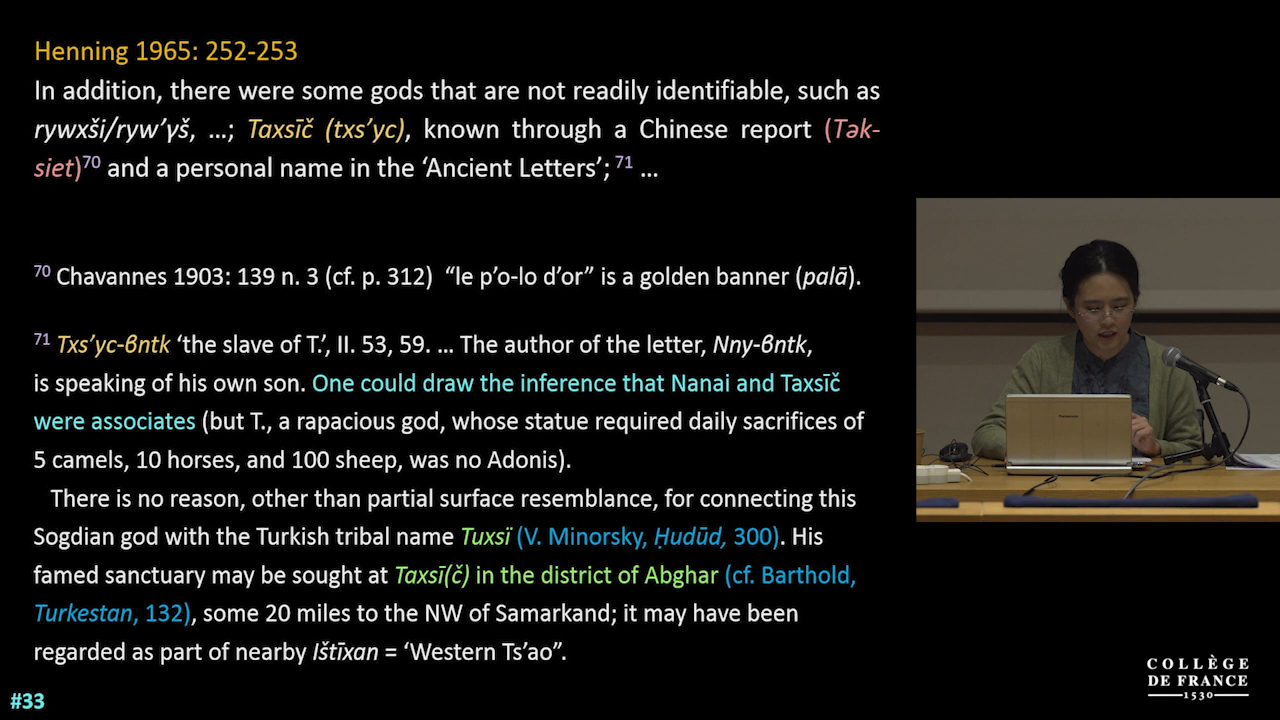 Henning 1965: 252-253
In addition, there were some gods that are not readily identifiable, such as
rywxši/ryw’γš, …; Taxsīč (txs’yc), known through a Chinese report (Tək-
siet)70 and a personal name in the ‘Ancient Letters’; 71 …
70 Chavannes 1903: 139 n. 3 (cf. p. 312) “le p’o-lo d’or” is a golden banner (palā).
71 Txs’yc-βntk ‘the slave of T.’, II. 53, 59. … The author of the letter, Nny-βntk,
is speaking of his own son. One could draw the inference that Nanai and Taxsīč
were associates (but T., a rapacious god, whose statue required daily sacrifices of
5 camels, 10 horses, and 100 sheep, was no Adonis).
There is no reason, other than partial surface resemblance, for connecting this
Sogdian god with the Turkish tribal name Tuxsï (V. Minorsky, Ḥudūd, 300). His
famed sanctuary may be sought at Taxsī(č) in the district of Abghar (cf. Barthold,
Turkestan, 132), some 20 miles to the NW of Samarkand; it may have been
regarded as part of nearby Ištīxan = ‘Western Ts’ao”.
#33
Panasonic
COLLÈGE
DE FRANCE
1530